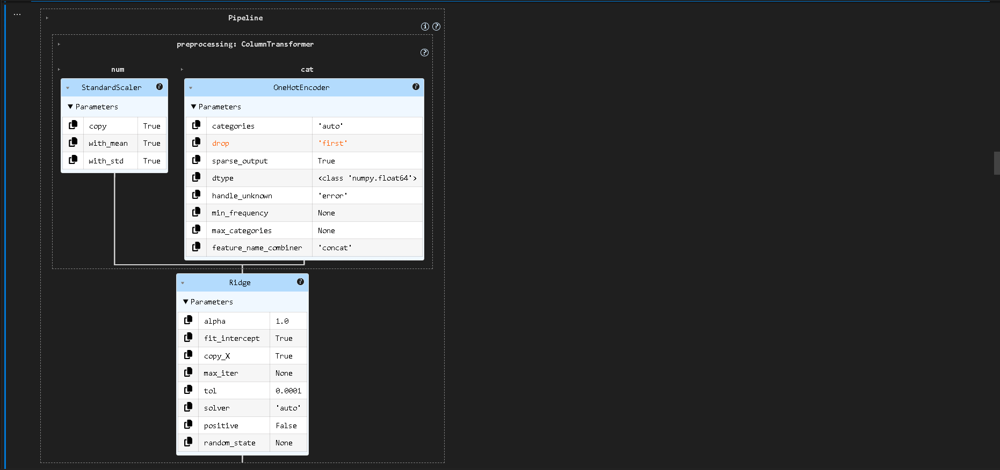 ...
Pipeline
preprocessing: ColumnTransformer
num
cat
StandardScaler
Parameters
copy True
with_mean True
with_std True
OneHotEncoder
Parameters
categories 'auto'
drop 'first'
sparse_output True
dtype <class 'numpy.float64'>
handle_unknown 'error'
min_frequency None
max_categories None
feature_name_combiner 'concat'
Ridge
Parameters
alpha 1.0
fit_intercept True
copy_X True
max_iter None
tol 0.0001
solver 'auto'
positive False
random_state None